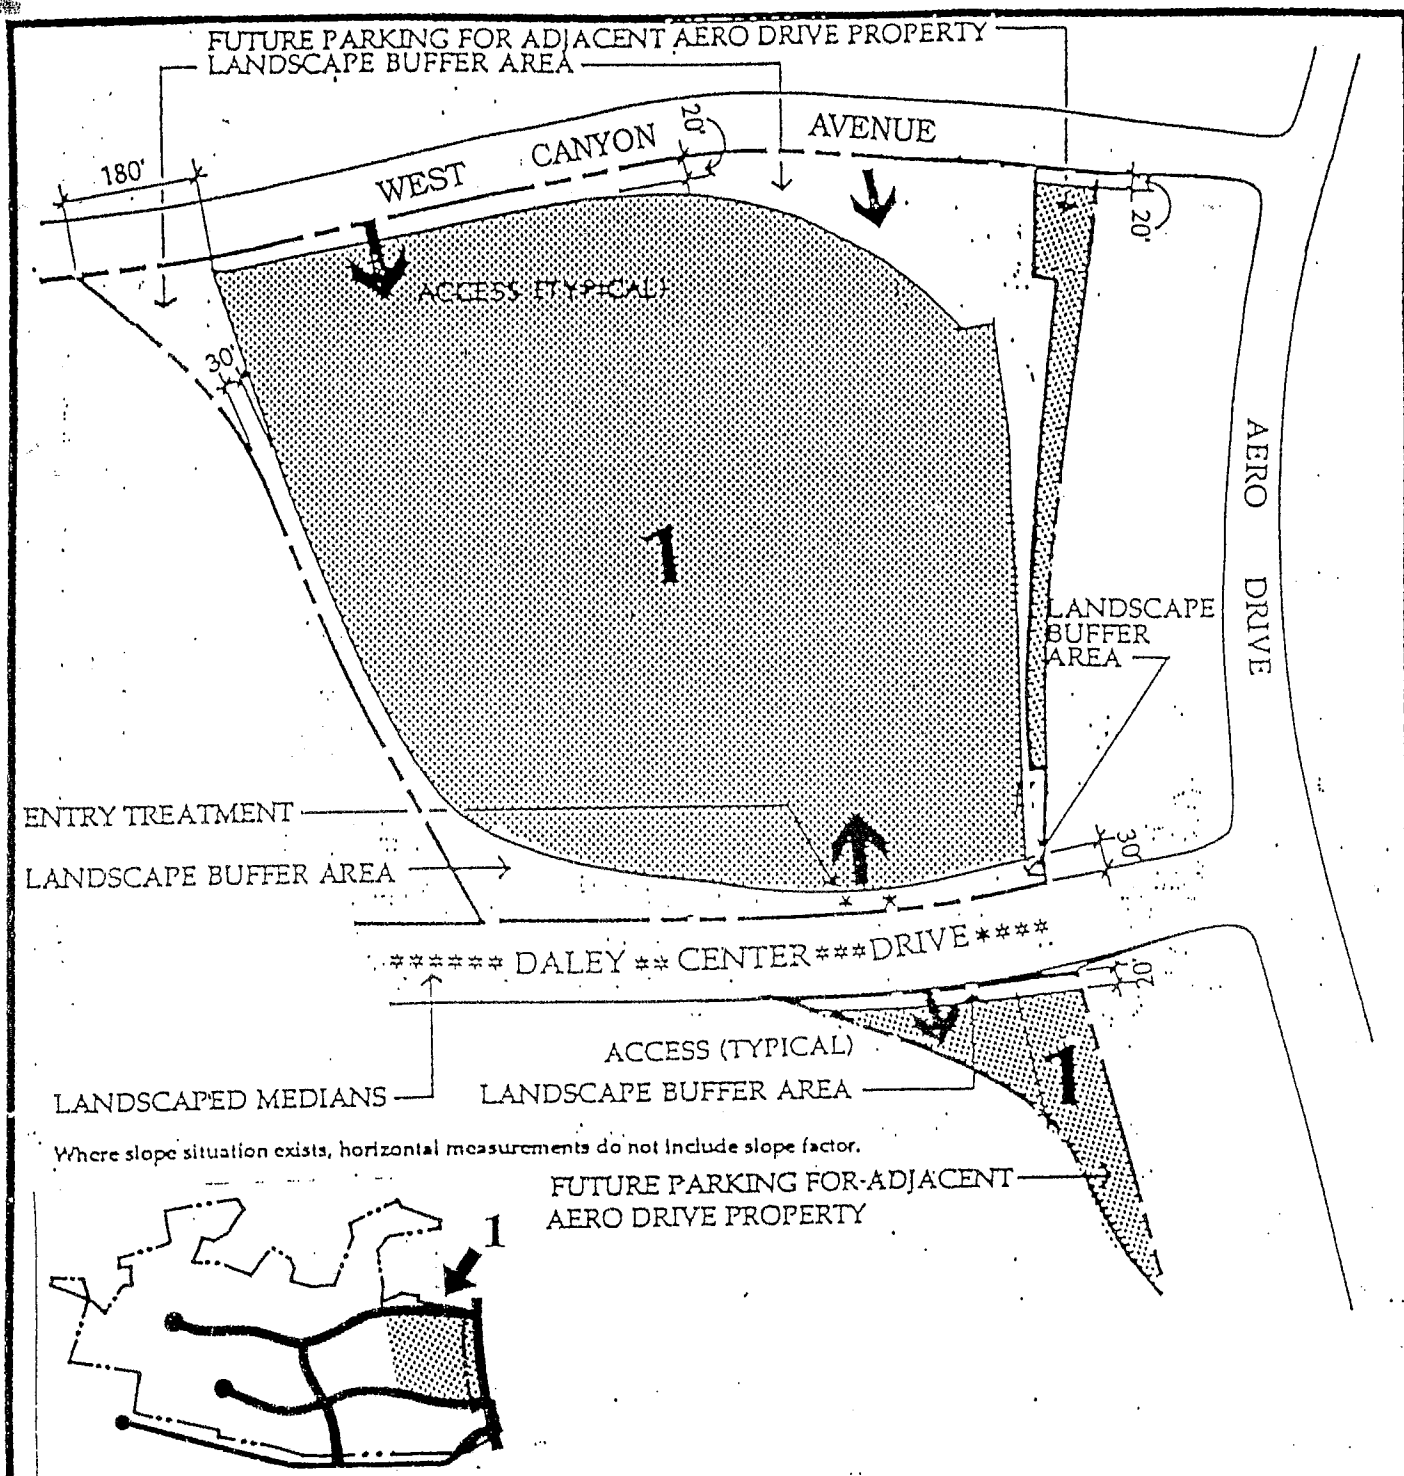 FUTURE PARKING FOR ADJACENT AERO DRIVE PROPERTY
LANDSCAPE BUFFER AREA
WEST CANYON AVENUE
20'
180'
20'
ACCESS (TYPICAL)
30'
1
AERO DRIVE
LANDSCAPE
BUFFER
AREA
ENTRY TREATMENT
30'
LANDSCAPE BUFFER AREA
****** DALEY ** CENTER *** DRIVE ****
20
ACCESS (TYPICAL)
1
LANDSCAPED MEDIANS
LANDSCAPE BUFFER AREA
Where slope situation exists, horizontal measurements do not include slope factor.
FUTURE PARKING FOR ADJACENT
AERO DRIVE PROPERTY
1